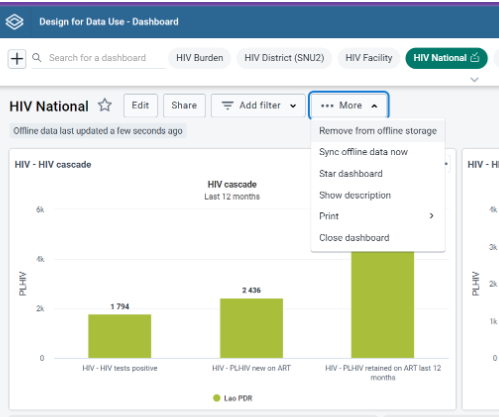 Design for Data Use - Dashboard
Search for a dashboard
HIV Burden
HIV District (SNU2)
HIV Facility
HIV National
HIV National
Edit
Share
Add filter
More
Offline data last updated a few seconds ago
Remove from offline storage
Sync offline data now
Star dashboard
Show description
Print
Close dashboard
HIV - HIV cascade
HIV cascade
Last 12 months
6k
4k
2k
0
PLHIV
1 794
2 436
HIV - HIV tests positive
HIV - PLHIV new on ART
HIV - PLHIV retained on ART last 12
months
Lao PDR
HIV - H
4k
3k
2k
1k
0
PLHIV